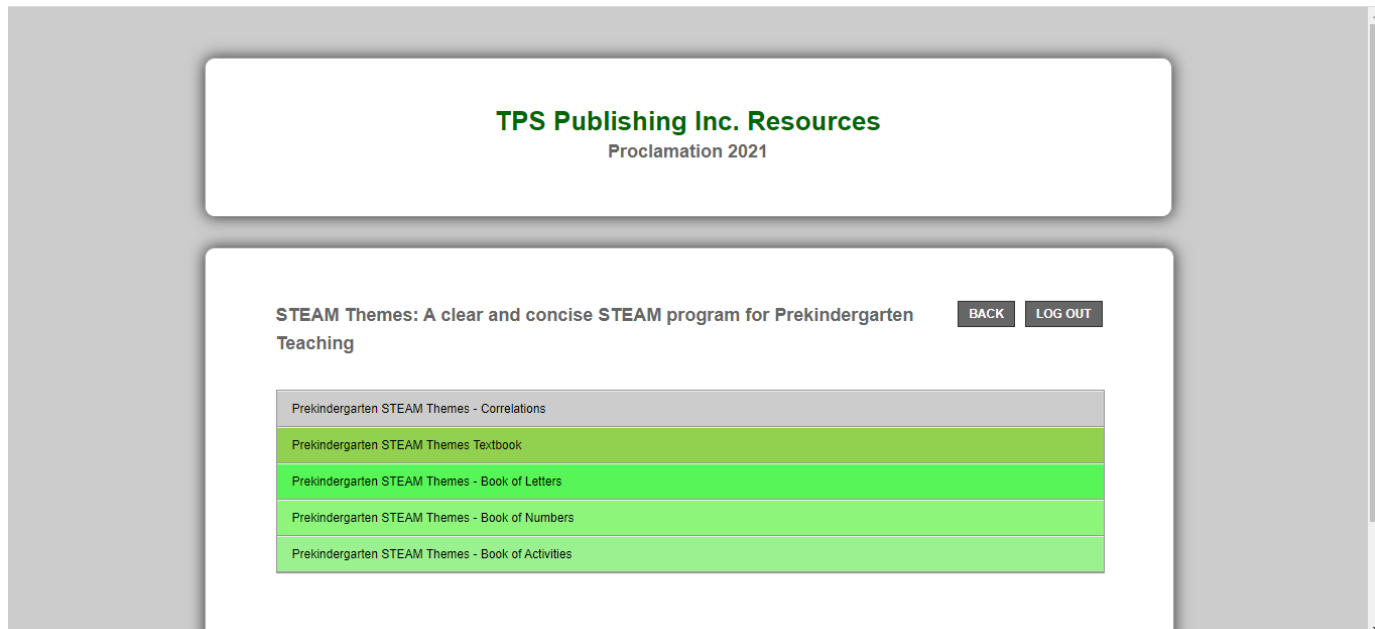 TPS Publishing Inc. Resources
Proclamation 2021
STEAM Themes: A clear and concise STEAM program for Prekindergarten
Teaching
BACK
LOG OUT
Prekindergarten STEAM Themes - Correlations
Prekindergarten STEAM Themes Textbook
Prekindergarten STEAM Themes - Book of Letters
Prekindergarten STEAM Themes - Book of Numbers
Prekindergarten STEAM Themes - Book of Activities